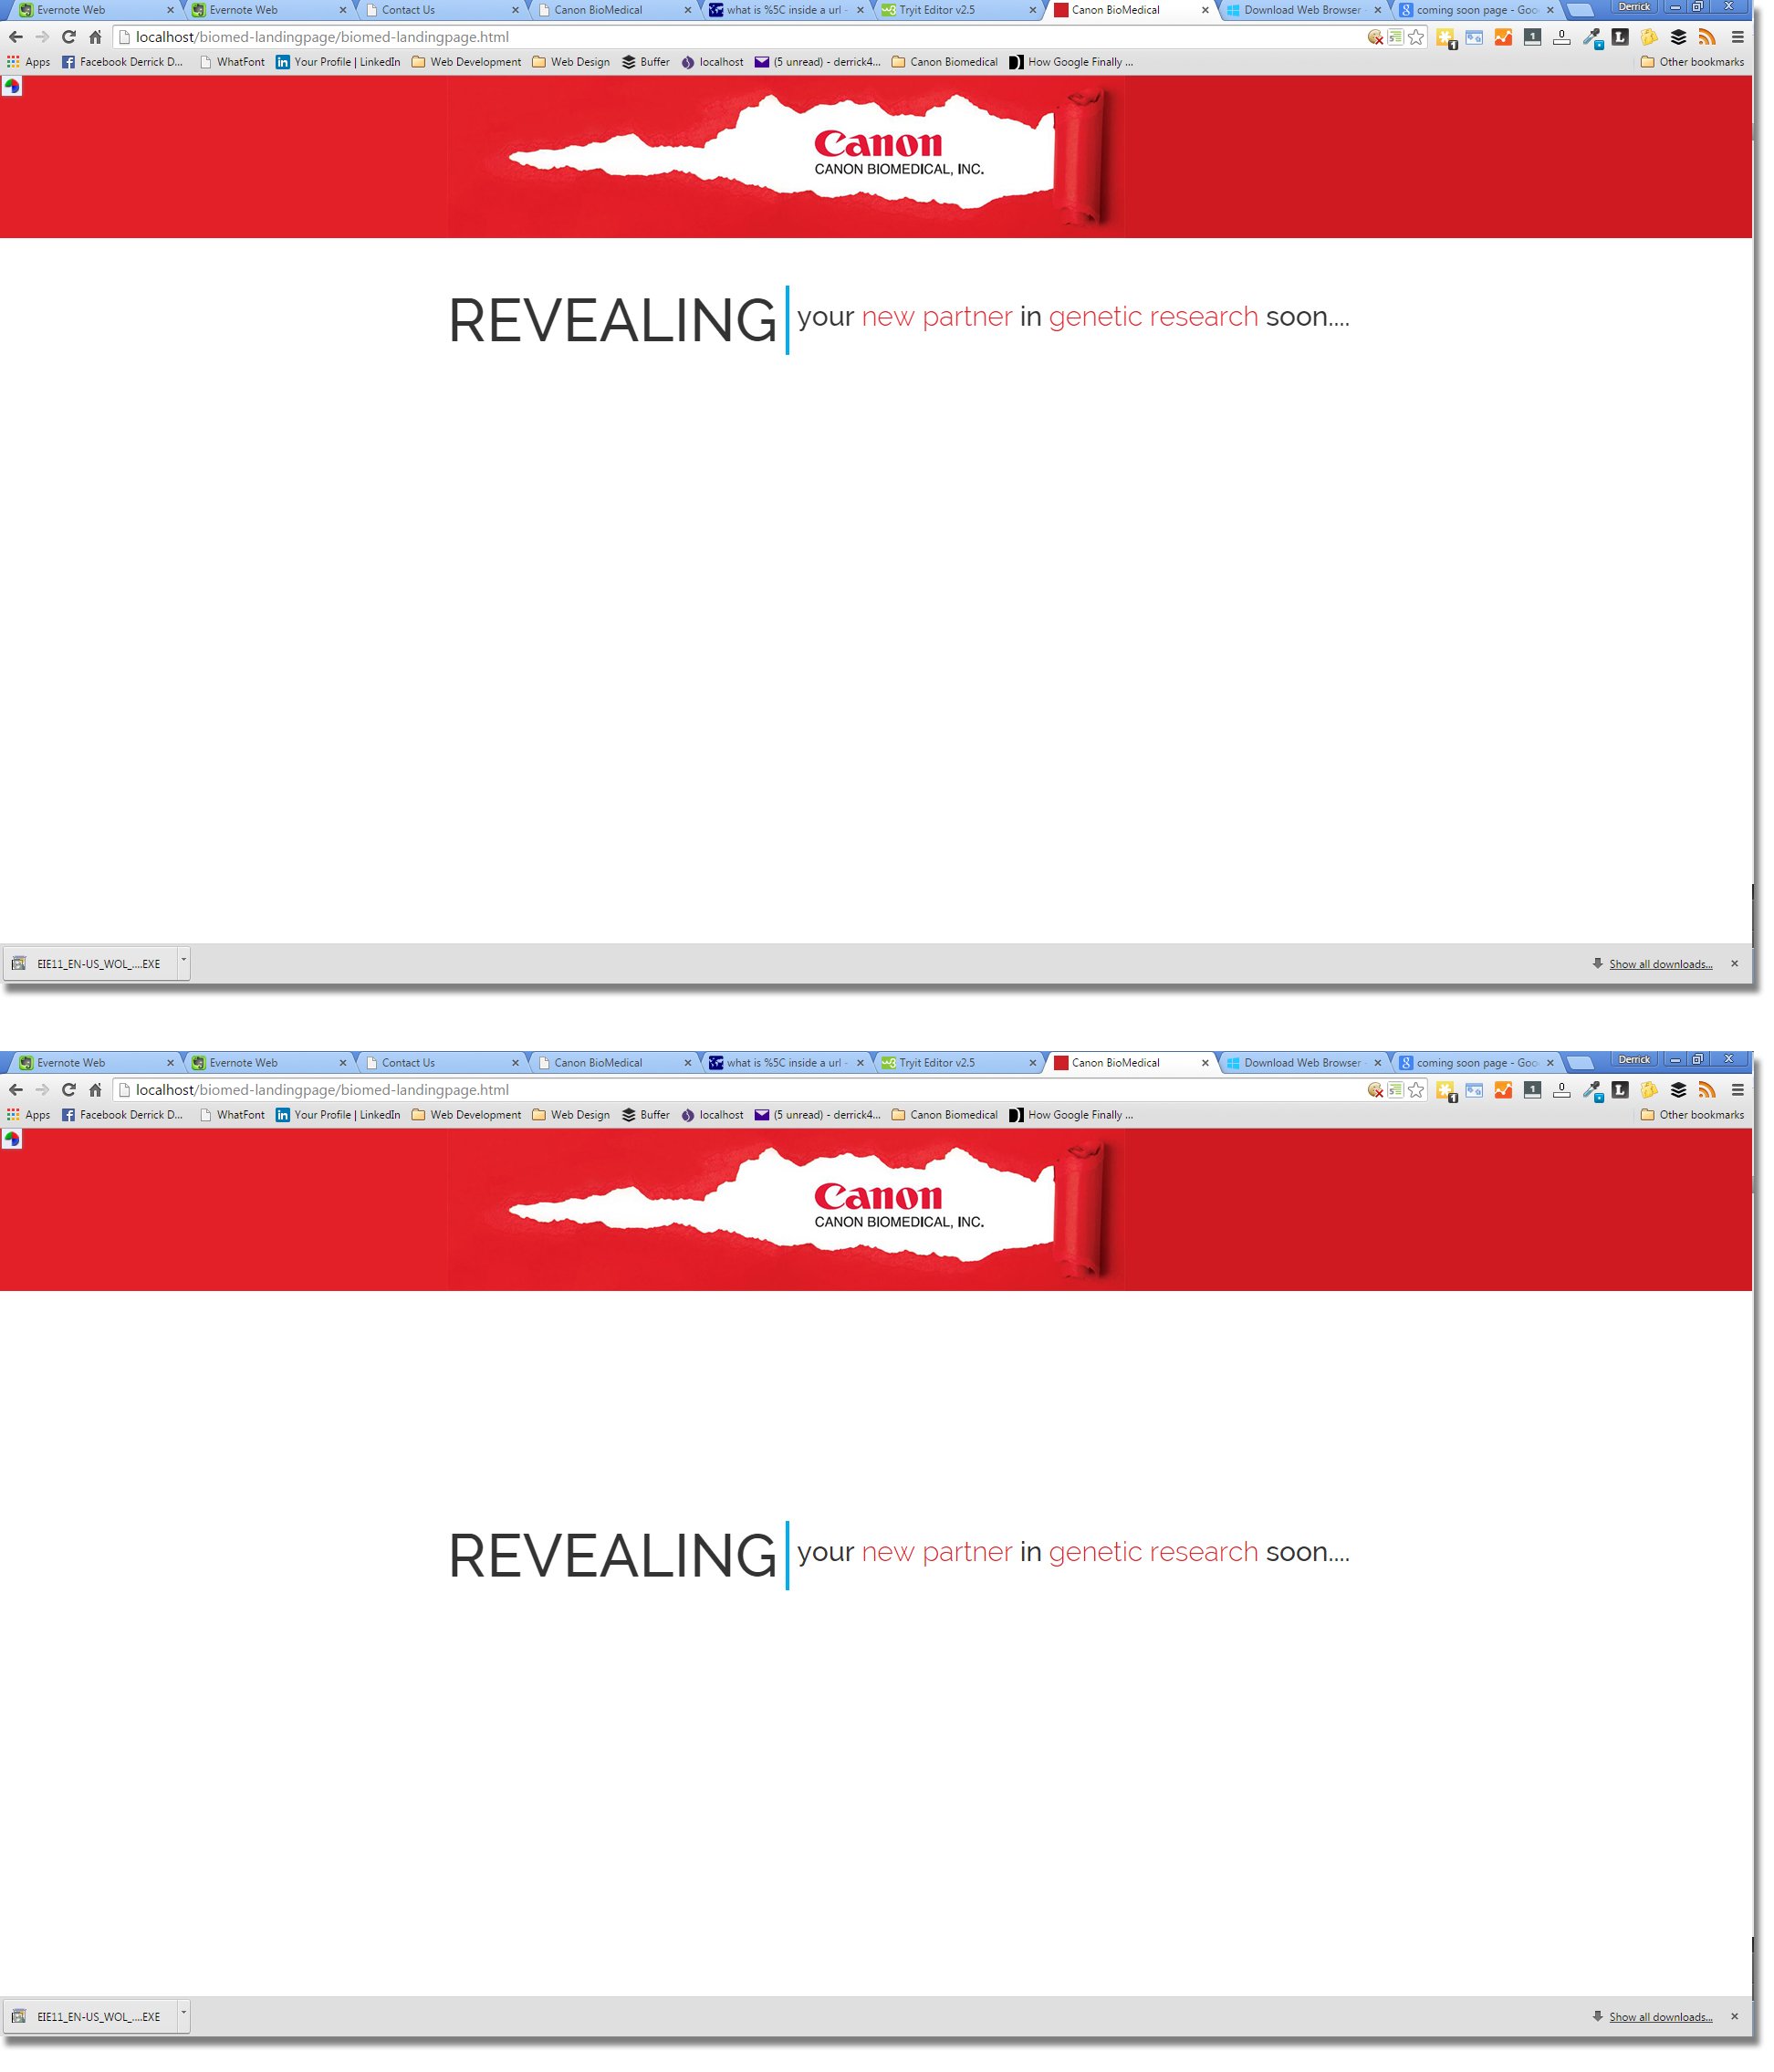 Evernote Web
Evernote Web
Contact Us
Canon BioMedical
what is %5C inside a url -
Tryit Editor v2.5
Canon BioMedical
Download Web Browser -
coming soon page - Goo
Derrick
localhost/biomed-landingpage/biomed-landingpage.html
Apps
Facebook Derrick D...
WhatFont
Your Profile | LinkedIn
Web Development
Web Design
Buffer
localhost
(5 unread) - derrick4...
Canon Biomedical
How Google Finally ...
Other bookmarks
Canon
CANON BIOMEDICAL, INC.
REVEALING your new partner in genetic research soon....
EIE11_EN-US_WOL_....EXE
Show all downloads...
Evernote Web
Evernote Web
Contact Us
Canon BioMedical
what is %5C inside a url -
Tryit Editor v2.5
Canon BioMedical
Download Web Browser -
coming soon page - Goo
Derrick
localhost/biomed-landingpage/biomed-landingpage.html
Apps
Facebook Derrick D...
WhatFont
Your Profile | LinkedIn
Web Development
Web Design
Buffer
localhost
(5 unread) - derrick4...
Canon Biomedical
How Google Finally ...
Other bookmarks
Canon
CANON BIOMEDICAL, INC.
REVEALING your new partner in genetic research soon....
EIE11_EN-US_WOL_....EXE
Show all downloads...